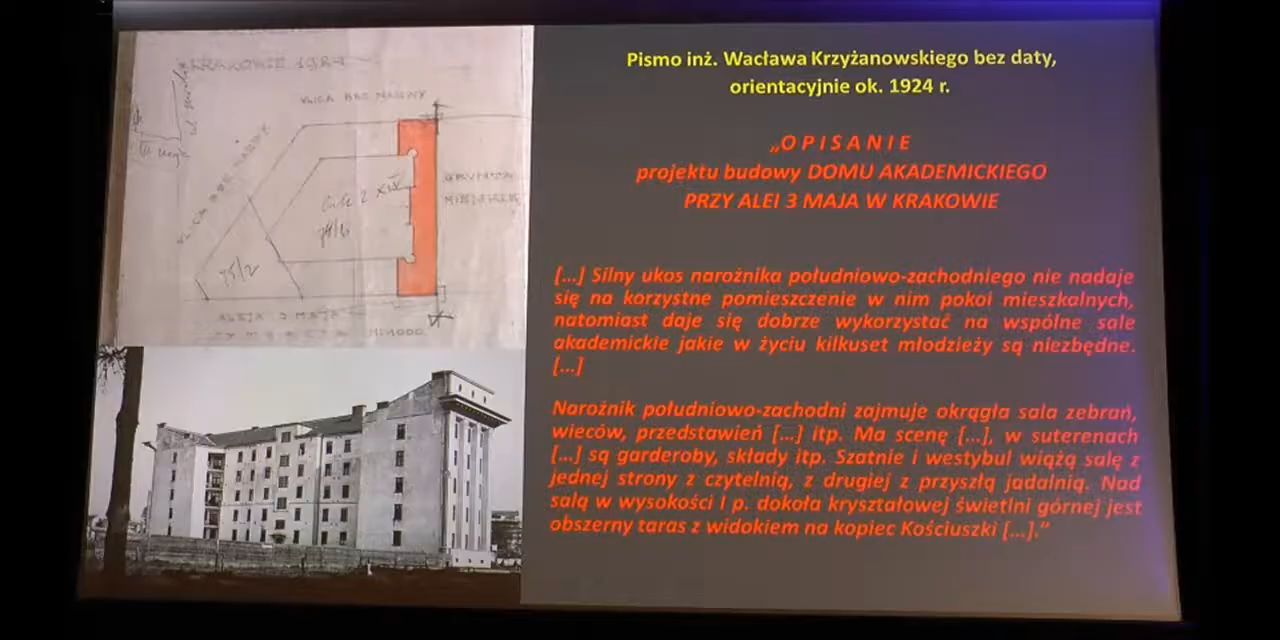 KRAKOWIE 1924
ULICA
75/2
ALEJA 3 MAJA
Pismo inż. Wacława Krzyżanowskiego bez daty,
orientacyjnie ok. 1924 r.
„O P I S A N I E
projektu budowy DOMU AKADEMICKIEGO
PRZY ALEI 3 MAJA W KRAKOWIE
[...] Silny ukos narożnika południowo-zachodniego nie nadaje
się na korzystne pomieszczenie w nim pokoi mieszkalnych,
natomiast daje się dobrze wykorzystać na wspólne sale
akademickie jakie w życiu kilkuset młodzieży są niezbędne.
[...]
Narożnik południowo-zachodni zajmuje okrągła sala zebrań,
wieców, przedstawień [...] itp. Ma scenę [...], w suterenach
[...] są garderoby, składy itp. Szatnie i westybul wiążą salę z
jednej strony z czytelnią, z drugiej z przyszłą jadalnią. Nad
salą w wysokości I p. dokoła kryształowej świetlni górnej jest
obszerny taras z widokiem na kopiec Kościuszki [...].“